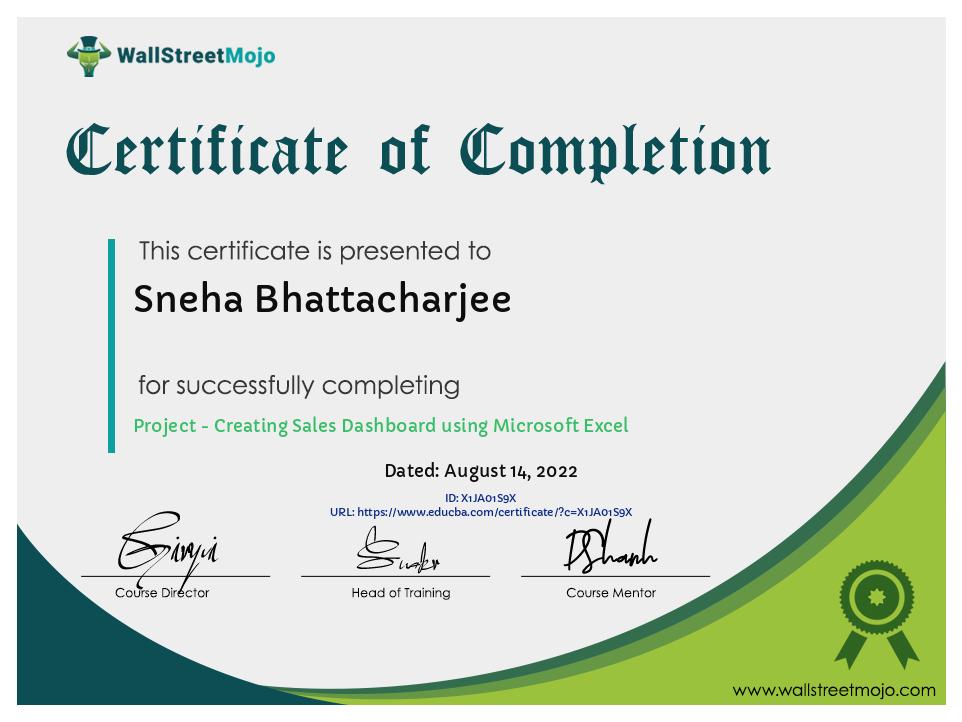 WallStreetMojo
Certificate of Completion
This certificate is presented to
Sneha Bhattacharjee
for successfully completing
Project - Creating Sales Dashboard using Microsoft Excel
Dated: August 14, 2022
ID: X1JA01S9X
URL: https://www.educba.com/certificate/?c=X1JA01S9X
Course Director
Head of Training
Course Mentor
www.wallstreetmojo.com